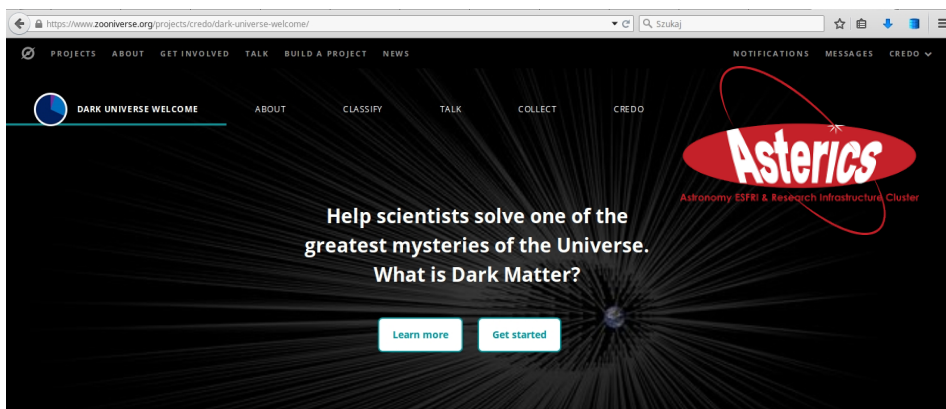 https://www.zooniverse.org/projects/credo/dark-universe-welcome/
Szukaj
PROJECTS ABOUT GET INVOLVED TALK BUILD A PROJECT NEWS
NOTIFICATIONS MESSAGES CREDO
DARK UNIVERSE WELCOME ABOUT CLASSIFY TALK COLLECT CREDO
Asterics
Astronomy ESFRI & Research Infrastructure Cluster
Help scientists solve one of the
greatest mysteries of the Universe.
What is Dark Matter?
Learn more Get started